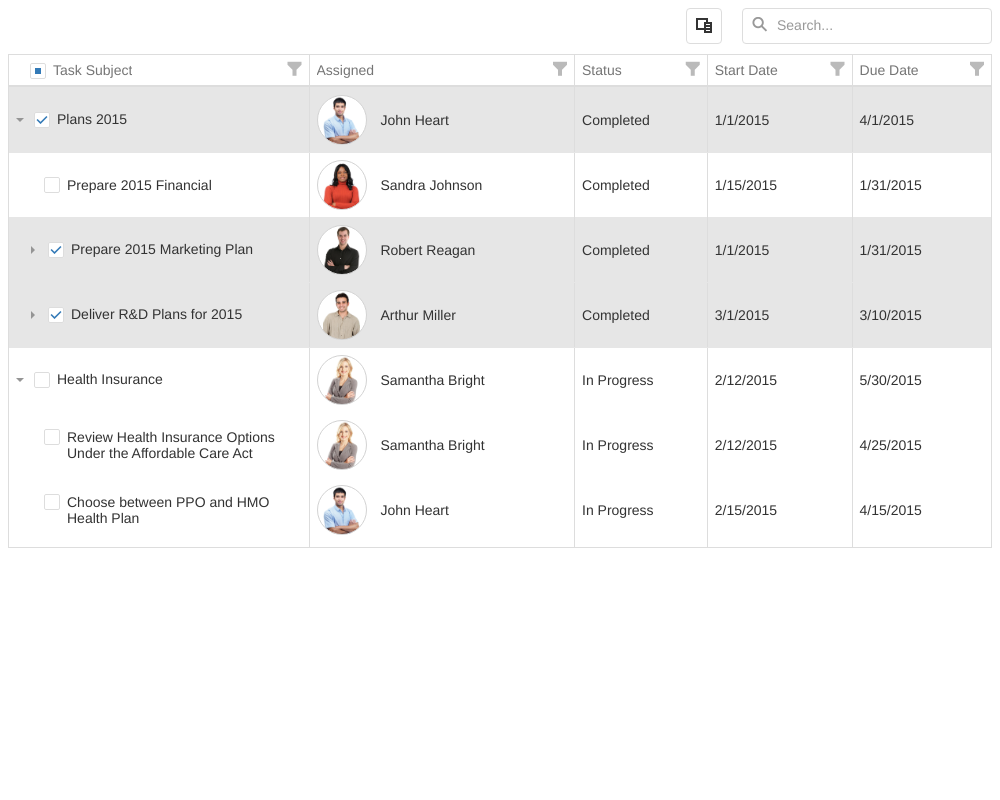 Search...
Task Subject Assigned Status Start Date Due Date
Plans 2015 John Heart Completed 1/1/2015 4/1/2015
Prepare 2015 Financial Sandra Johnson Completed 1/15/2015 1/31/2015
Prepare 2015 Marketing Plan Robert Reagan Completed 1/1/2015 1/31/2015
Deliver R&D Plans for 2015 Arthur Miller Completed 3/1/2015 3/10/2015
Health Insurance Samantha Bright In Progress 2/12/2015 5/30/2015
Review Health Insurance Options
Under the Affordable Care Act Samantha Bright In Progress 2/12/2015 4/25/2015
Choose between PPO and HMO
Health Plan John Heart In Progress 2/15/2015 4/15/2015